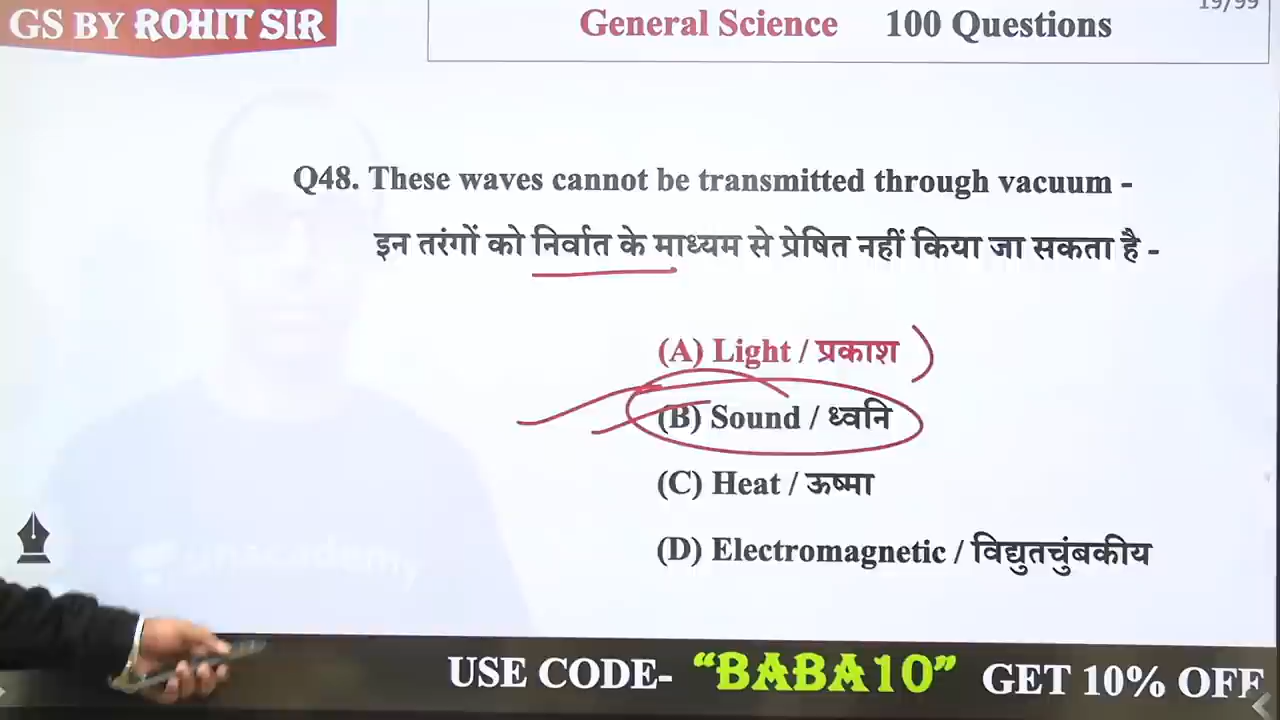 GS BY ROHIT SIR
General Science 100 Questions
19/99
Q48. These waves cannot be transmitted through vacuum -
इन तरंगों को निर्वात के माध्यम से प्रेषित नहीं किया जा सकता है -
(A) Light / प्रकाश
(B) Sound / ध्वनि
(C) Heat / ऊष्मा
(D) Electromagnetic / विद्युतचुंबकीय
unacademy
USE CODE- “BABA10” GET 10% OFF